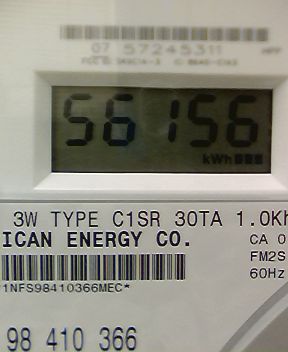 07 57245311
56156
kWh
3W TYPE C1SR 30TA 1.0Kh
ICAN ENERGY CO.
CA 0
FM2S
60Hz
1NFS98410366MEC*
98 410 366